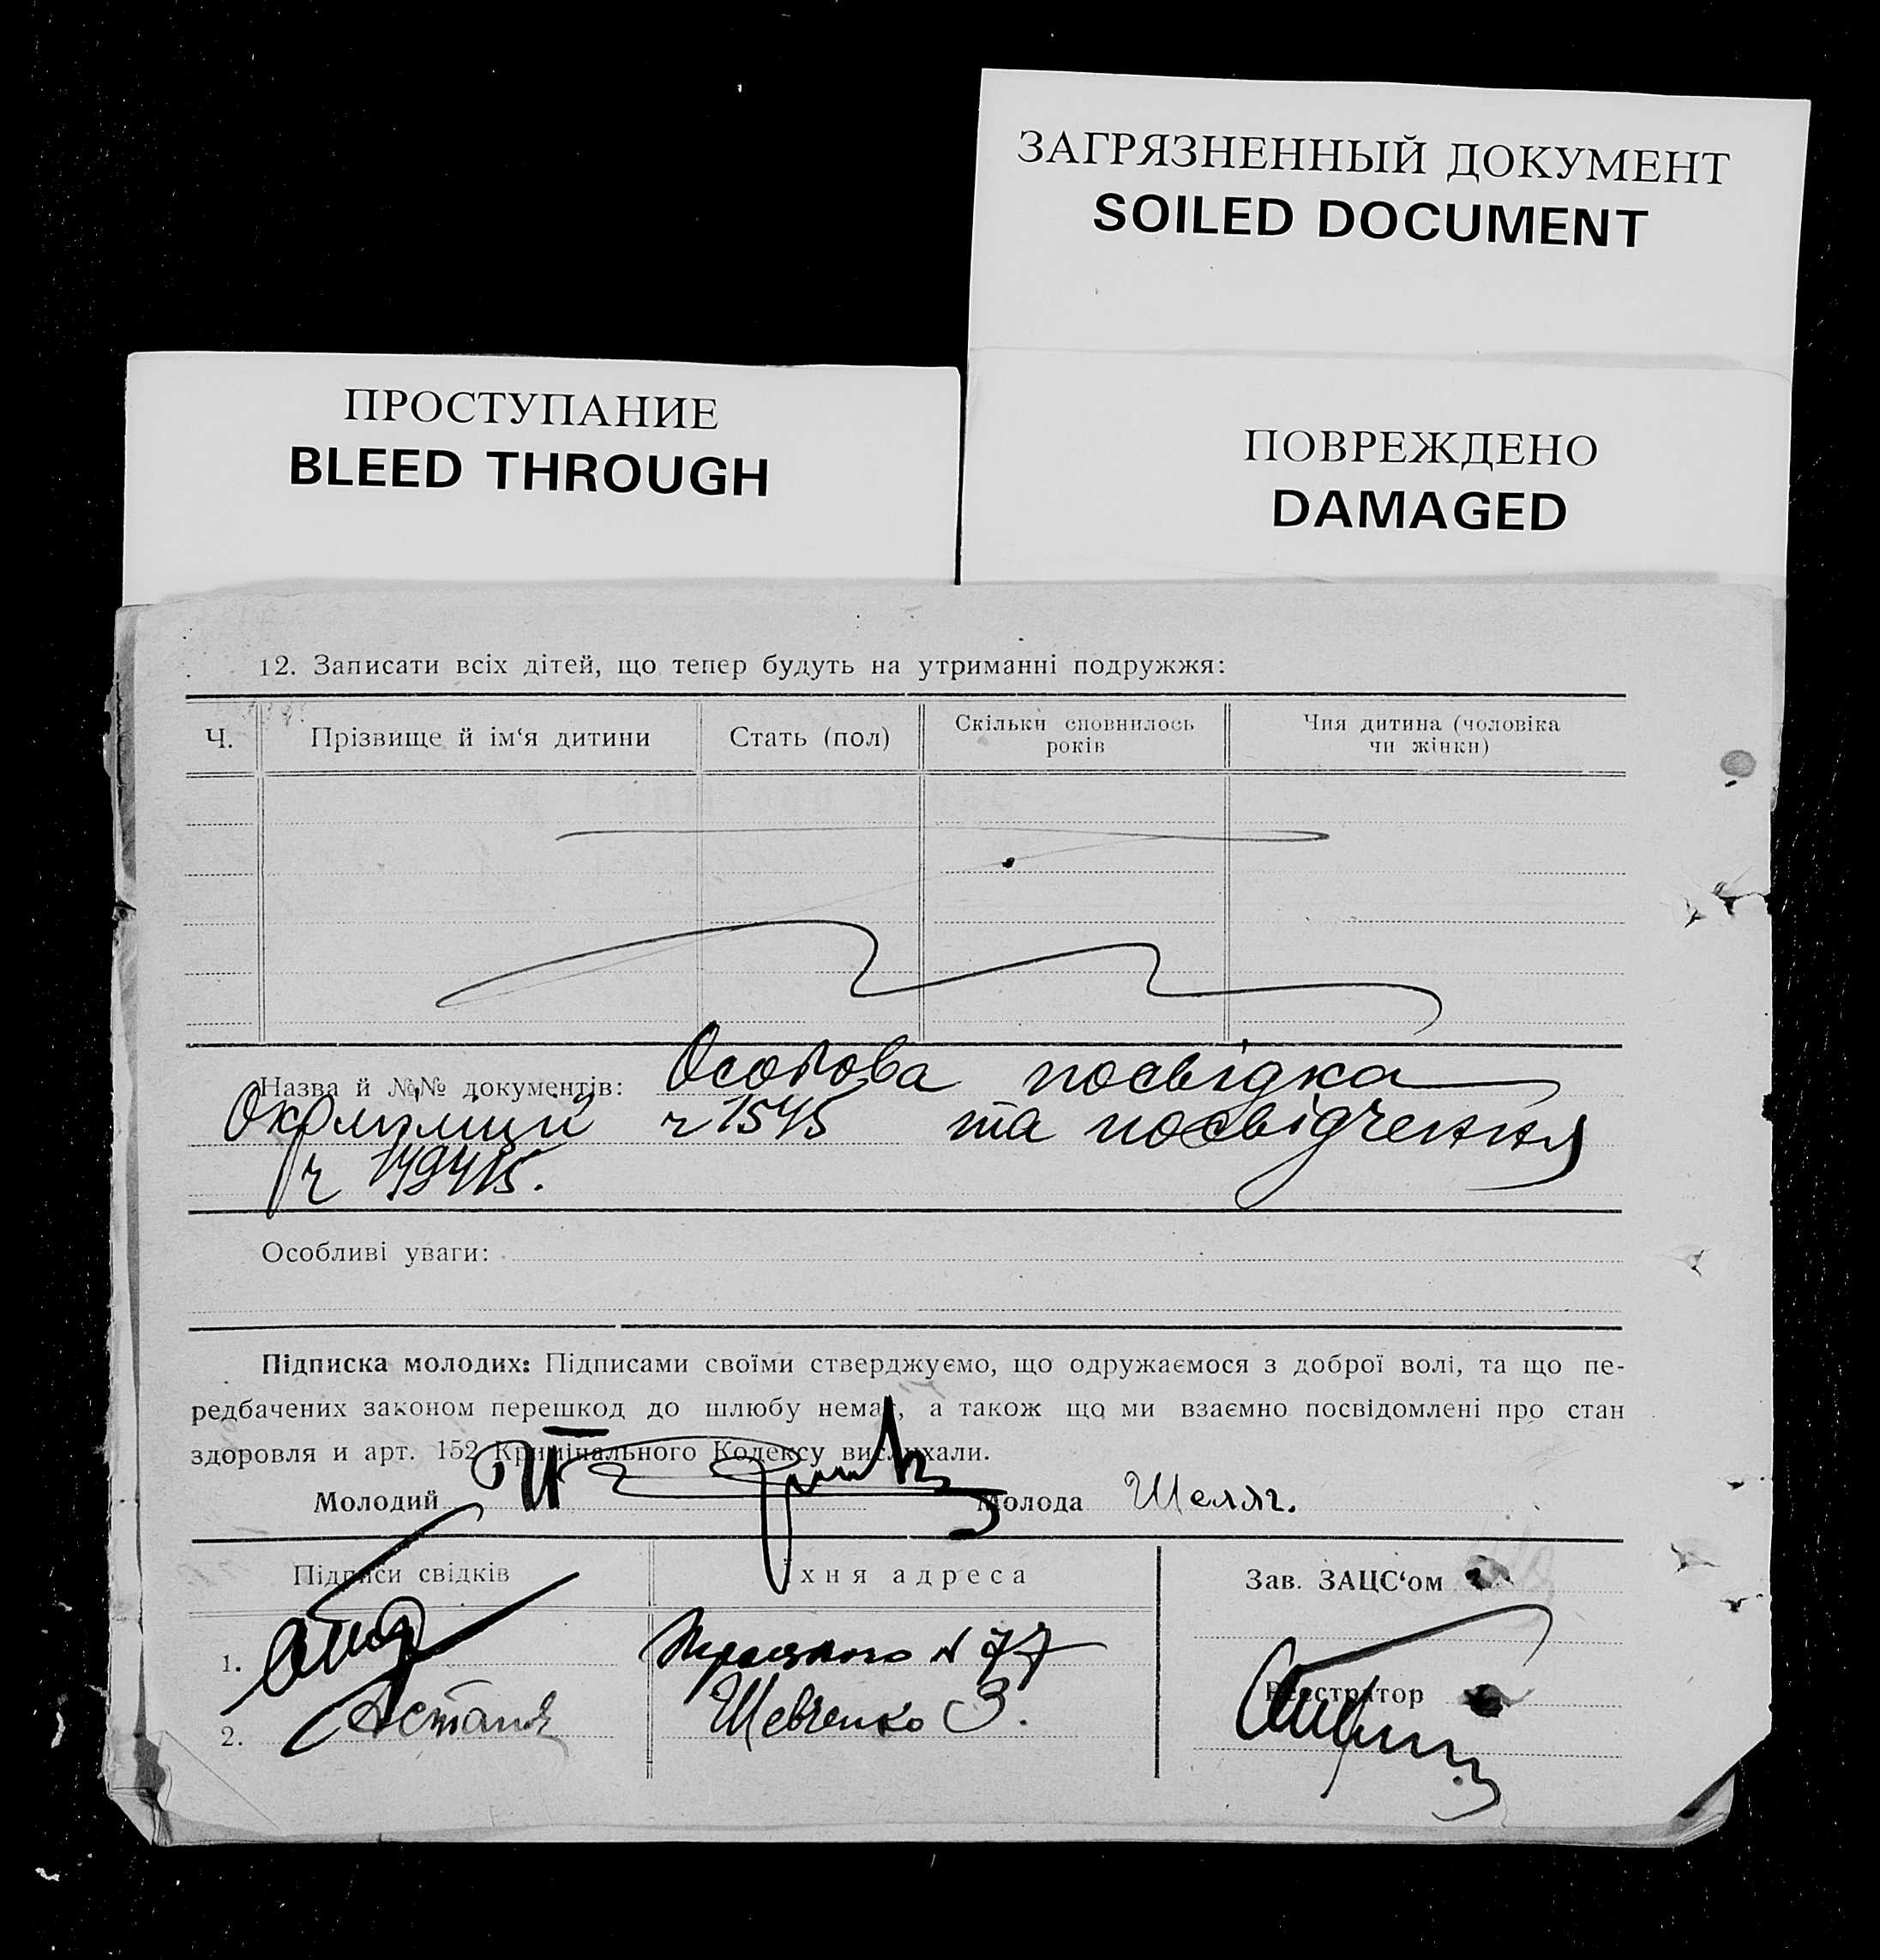 ЗАГРЯЗНЕННЫЙ ДОКУМЕНТ
SOILED DOCUMENT
ПРОСТУПАНИЕ
BLEED THROUGH
ПОВРЕЖДЕНО
DAMAGED
12. Записати всіх дітей, що тепер будуть на утриманні подружжя:
Ч.
Прізвище й ім‘я дитини
Стать (пол)
Скільки сповнилось
років
Чия дитина (чоловіка
чи жінки)
Назва й №№ документів: Особова посвідка
ч 1545 та посвідчення
ч
Особливі уваги:
Підписка молодих: Підписами своїми стверджуємо, що одружаємося з доброї волі, та що пе-
редбачених законом перешкод до шлюбу немає, а також що ми взаємно посвідомлені про стан
здоровля и арт. 152 Кримінального Кодексу вислухали.
Молодий
Молода Шеляг.
Підписи свідків
Їхня адреса
Зав. ЗАЦС‘ом
1.
N 77
Реєстратор
2.
Шевченко 3.